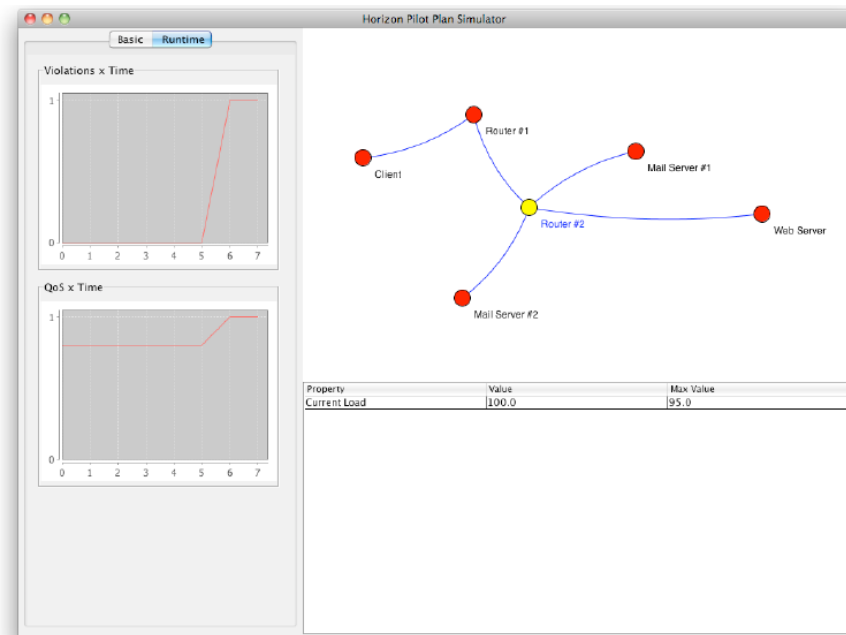 Horizon Pilot Plan Simulator
Basic Runtime
Violations x Time
1
0
0 1 2 3 4 5 6 7
QoS x Time
1
0
0 1 2 3 4 5 6 7
Router #1
Client
Mail Server #1
Router #2
Web Server
Mail Server #2
Property Value Max Value
Current Load 100.0 95.0